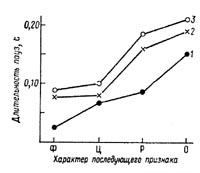 Длительность пауз, с
0,20
0,10
3
2
1
Ф Ц Р О
Характер последующего признака